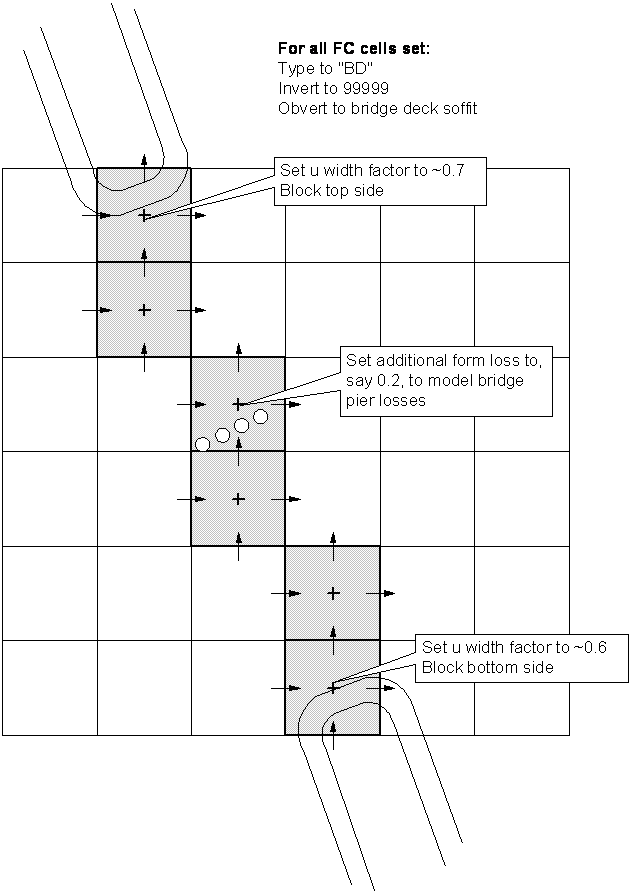 For all FC cells set:
Type to "BD"
Invert to 99999
Obvert to bridge deck soffit
Set u width factor to ~0.7
Block top side
Set additional form loss to,
say 0.2, to model bridge
pier losses
Set u width factor to ~0.6
Block bottom side